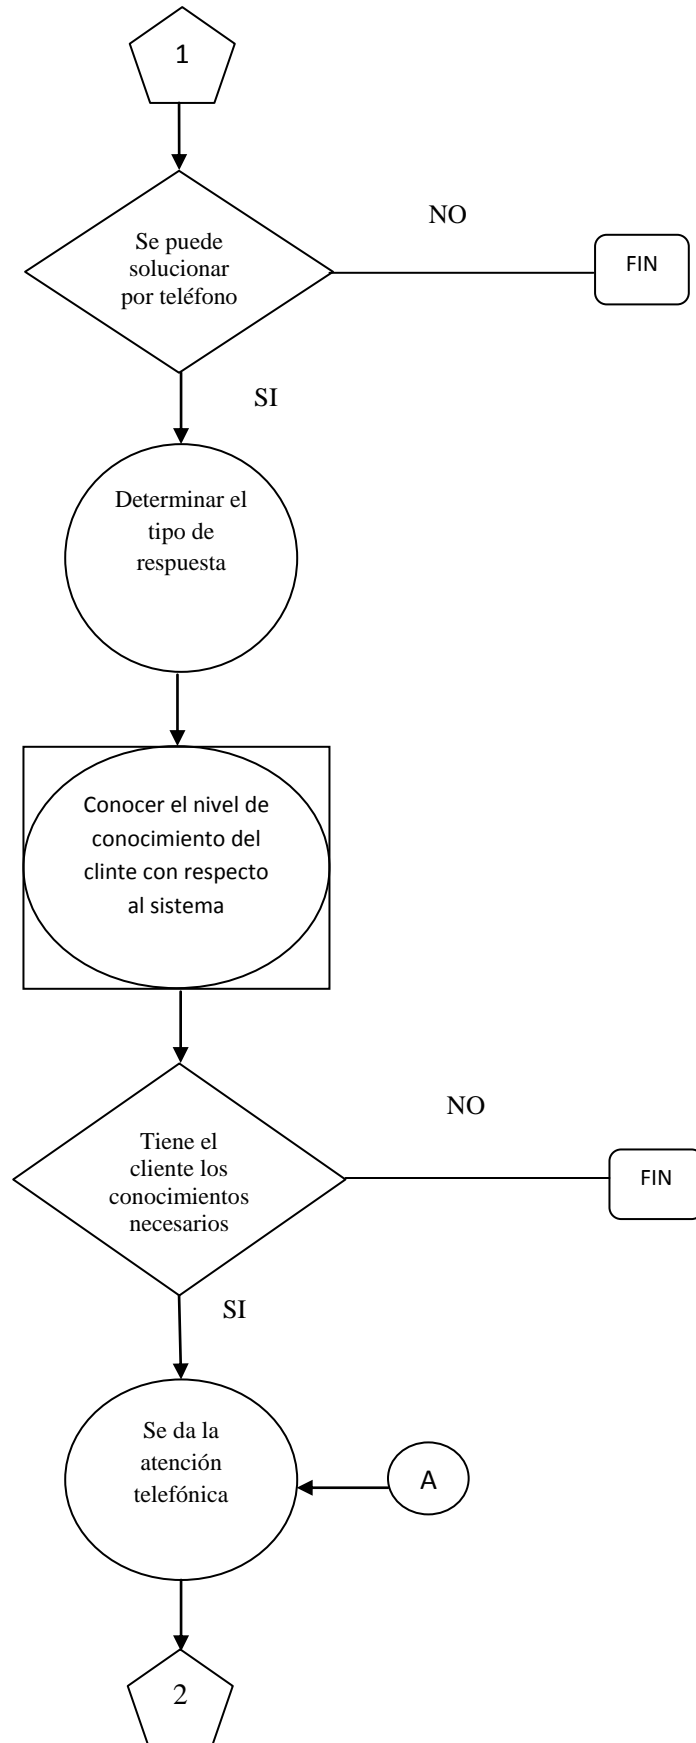 1
NO
Se puede
solucionar
por teléfono
FIN
SI
Determinar el
tipo de
respuesta
Conocer el nivel de
conocimiento del
clinte con respecto
al sistema
NO
Tiene el
cliente los
conocimientos
necesarios
FIN
SI
Se da la
atención
telefónica
A
2